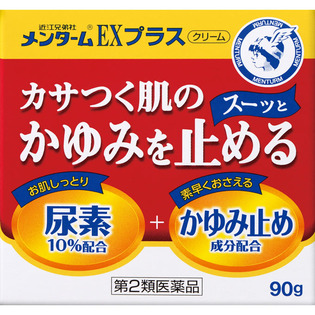 近江兄弟社
メンタームEXプラス クリーム
MENTURM
MENTURM
カサつく肌の
スーッと
かゆみを止める
お肌しっとり
尿素
10%配合
+
素早くおさえる
かゆみ止め
成分配合
第2類医薬品
90g